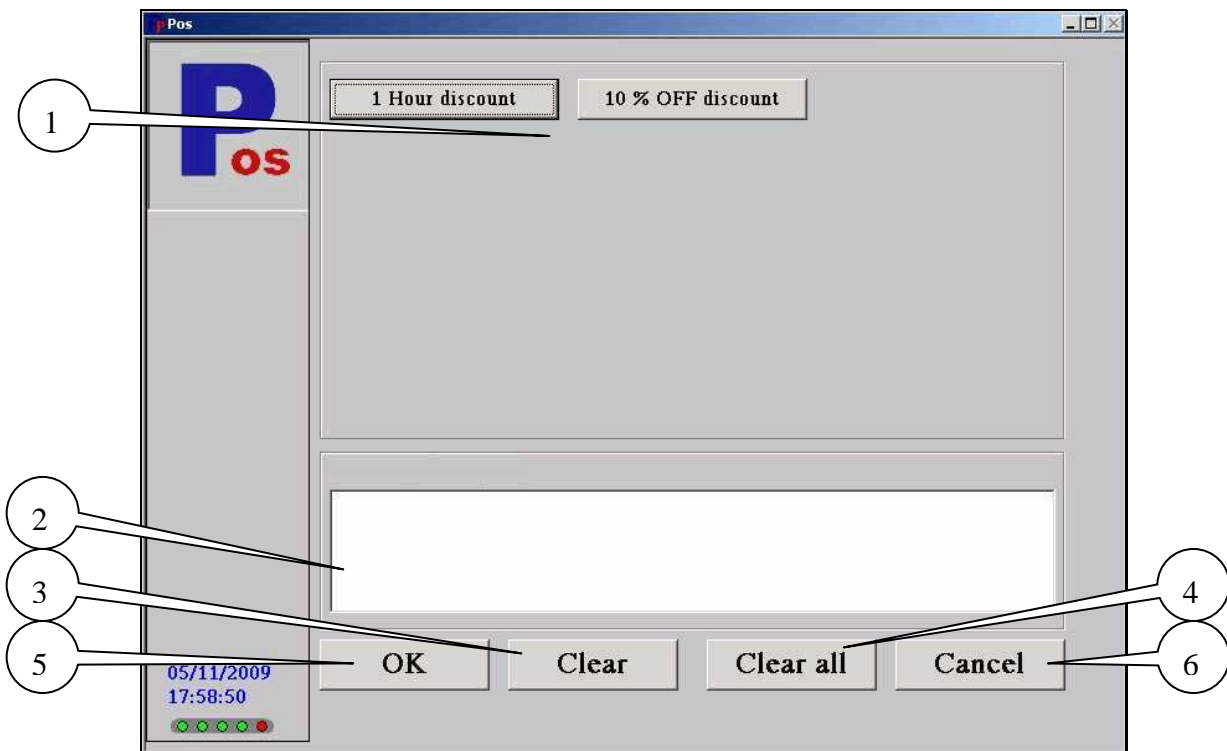 Pos
Pos
1 Hour discount
10 % OFF discount
1
2
3
4
5
OK
Clear
Clear all
Cancel
6
05/11/2009
17:58:50